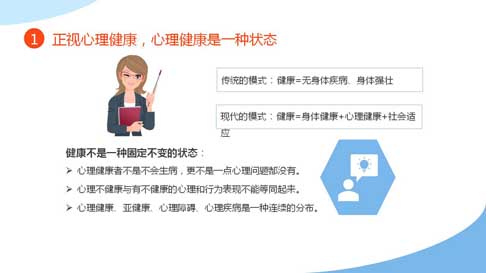 1 正视心理健康，心理健康是一种状态
传统的模式：健康=无身体疾病、身体强壮
现代的模式：健康=身体健康+心理健康+社会适
应
健康不是一种固定不变的状态：
➢ 心理健康者不是不会生病，更不是一点心理问题都没有。
➢ 心理不健康与有不健康的心理和行为表现不能等同起来。
➢ 心理健康、亚健康、心理障碍、心理疾病是一种连续的分布。